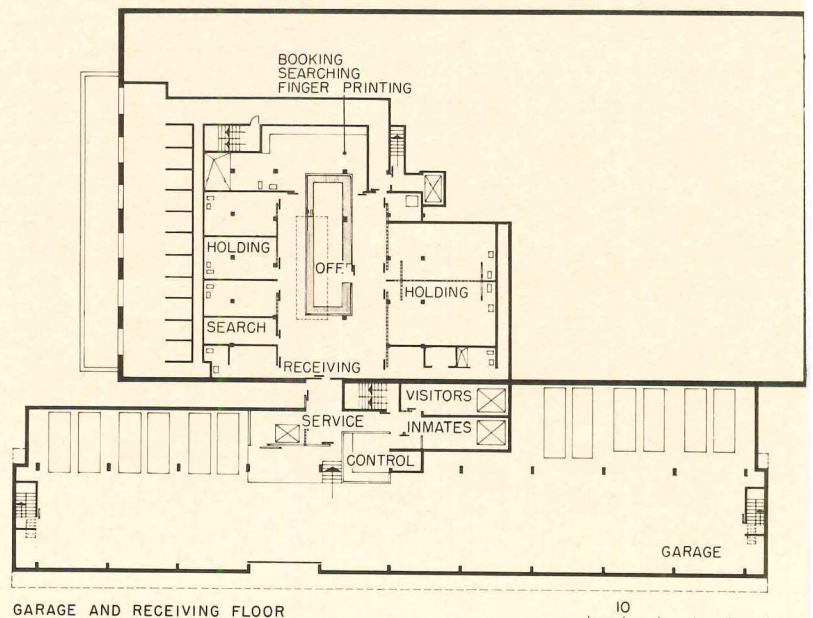 BOOKING
SEARCHING
FINGER PRINTING
HOLDING
OFF.
HOLDING
SEARCH
RECEIVING
VISITORS
SERVICE
INMATES
CONTROL
GARAGE
GARAGE AND RECEIVING FLOOR
10